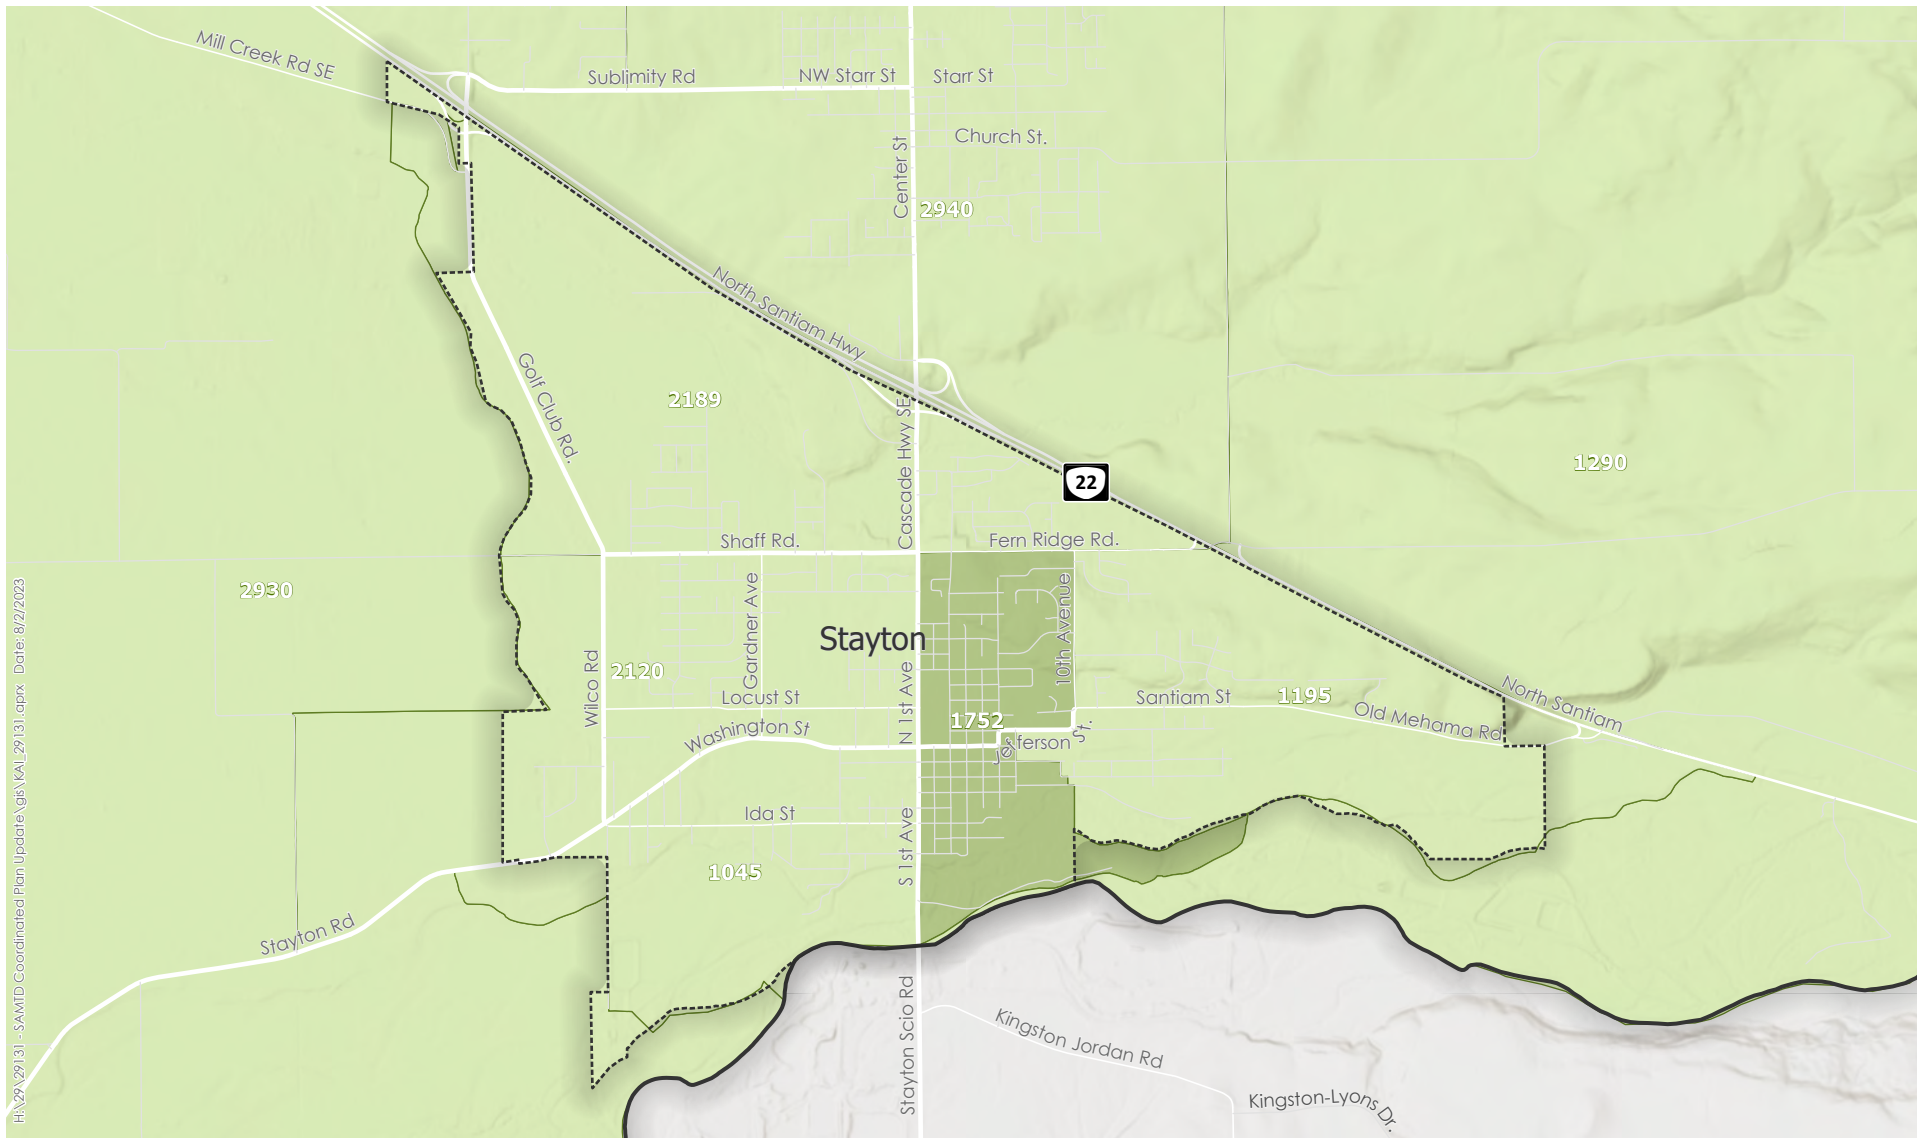 Mill Creek Rd SE
Sublimity Rd
NW Starr St
Starr St
Church St.
Center St
2940
North Santiam Hwy
Golf Club Rd.
2189
Cascade Hwy SE
22
1290
Shaff Rd.
Fern Ridge Rd.
2930
Gardner Ave
10th Avenue
Stayton
Wilco Rd
2120
N 1st Ave
Locust St
Santiam St
1195
North Santiam
Old Mehama Rd
1752
Washington St
Jefferson St.
Ida St
S 1st Ave
1045
Stayton Rd
Stayton Scio Rd
Kingston Jordan Rd
Kingston-Lyons Dr.
H:\29\29131 - SAMTD Coordinated Plan Update\gis\KAI_29131.aprx   Date: 8/2/2023